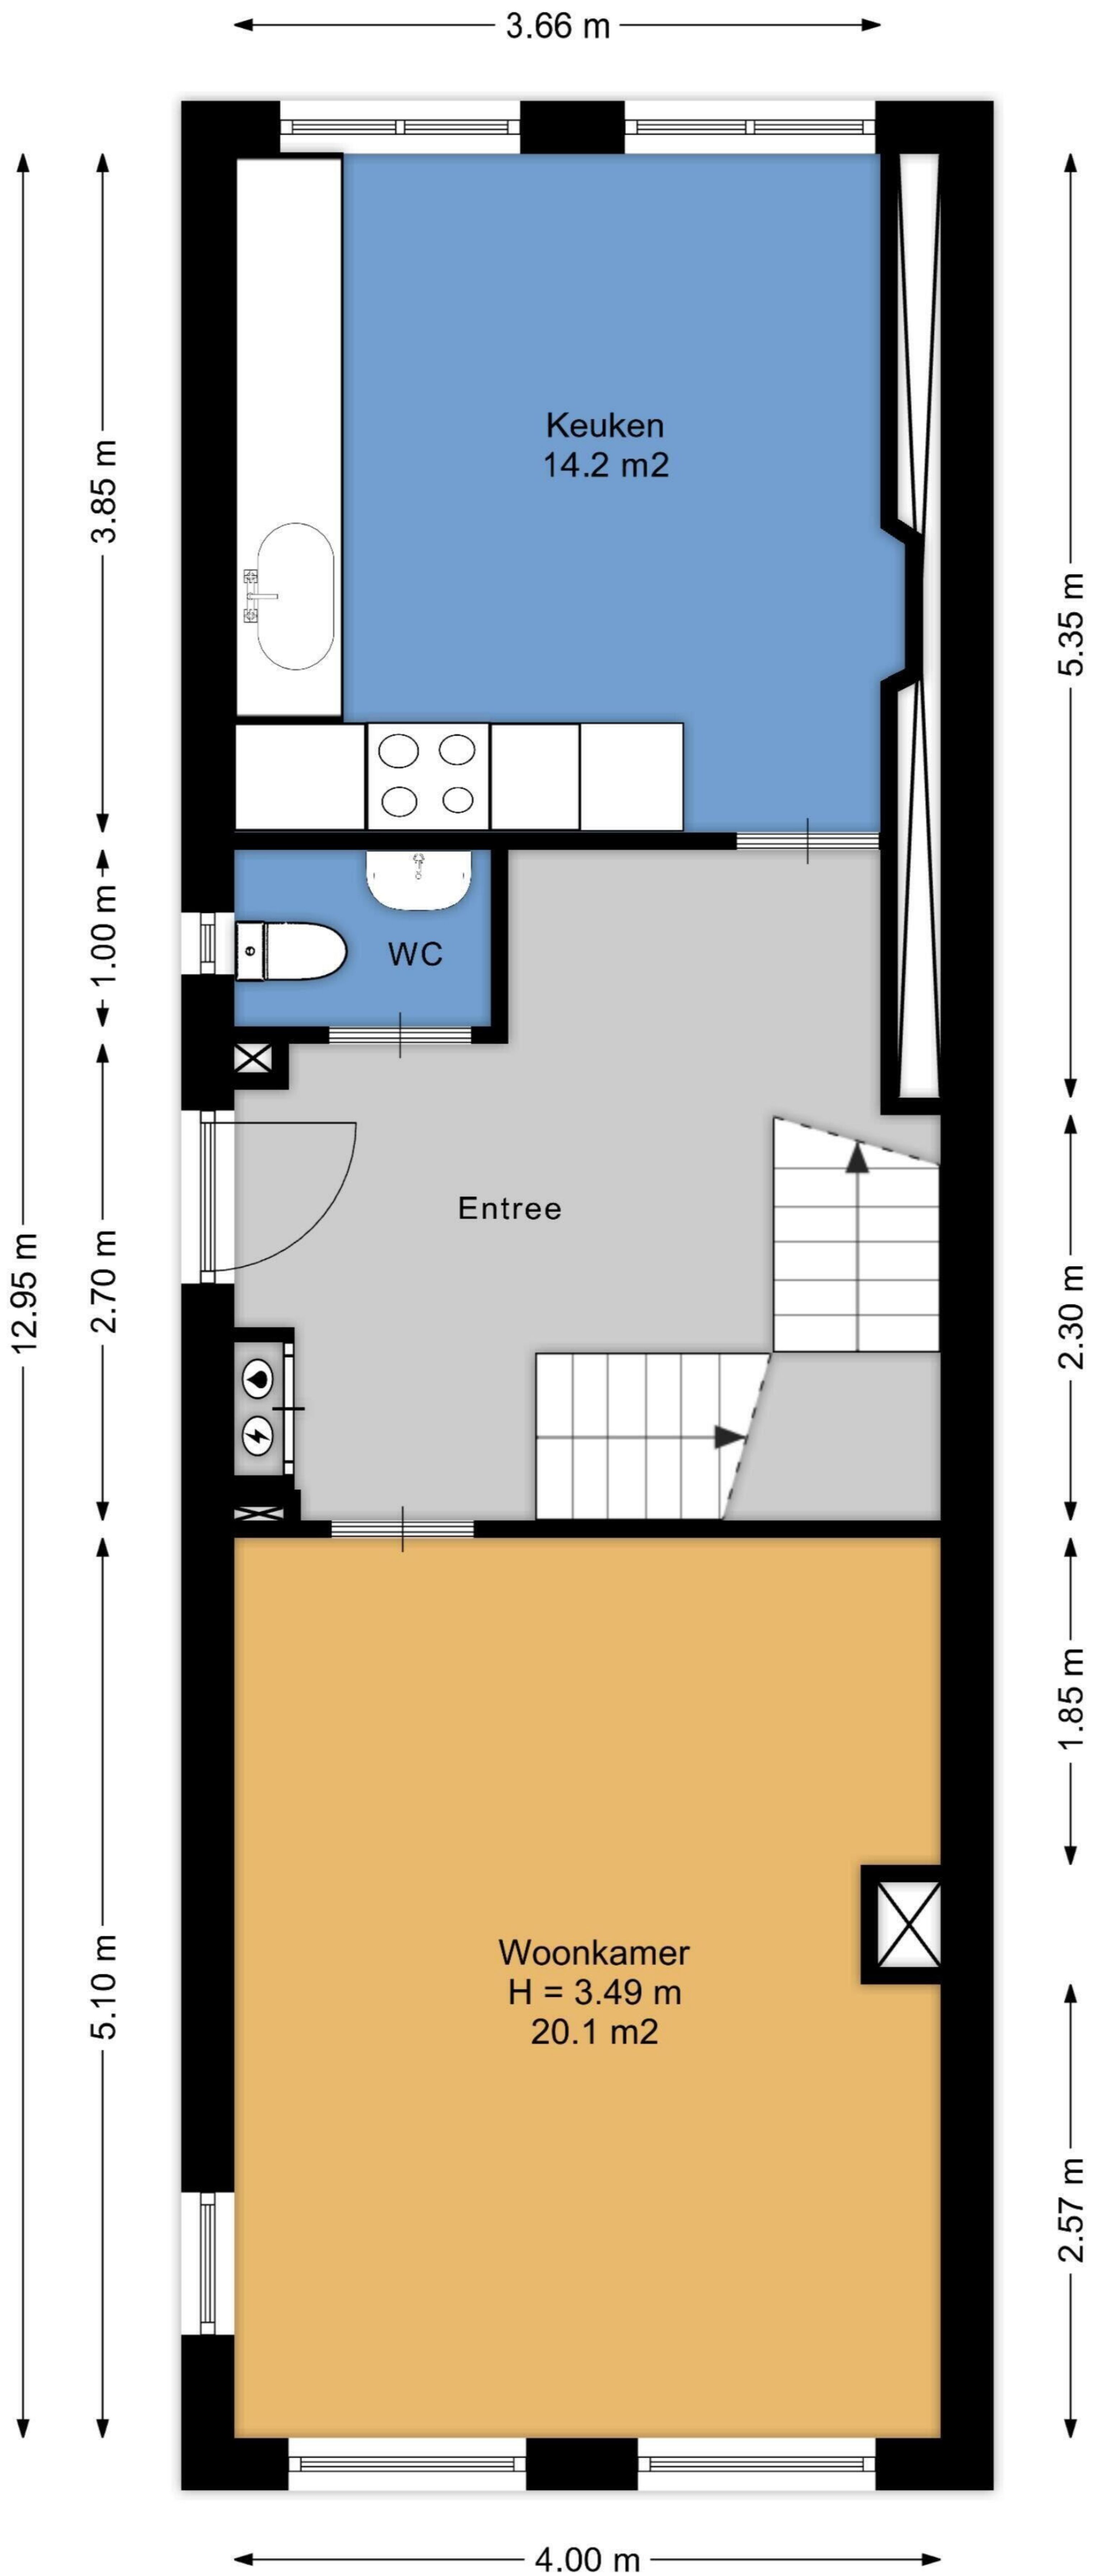 3.66 m
Keuken
14.2 m2
3.85 m
5.35 m
1.00 m
WC
Entree
12.95 m
2.70 m
2.30 m
1.85 m
Woonkamer
H = 3.49 m
20.1 m2
5.10 m
2.57 m
4.00 m